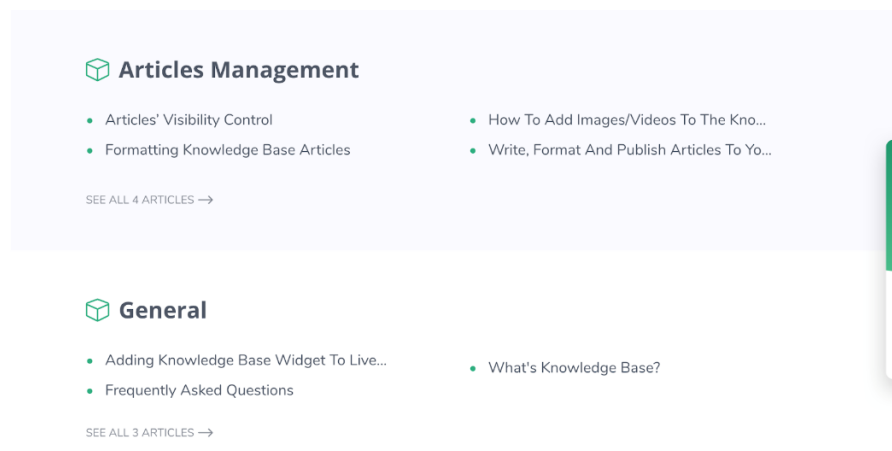 Articles Management
Articles’ Visibility Control
Formatting Knowledge Base Articles
How To Add Images/Videos To The Kno...
Write, Format And Publish Articles To Yo...
SEE ALL 4 ARTICLES
General
Adding Knowledge Base Widget To Live...
Frequently Asked Questions
What's Knowledge Base?
SEE ALL 3 ARTICLES